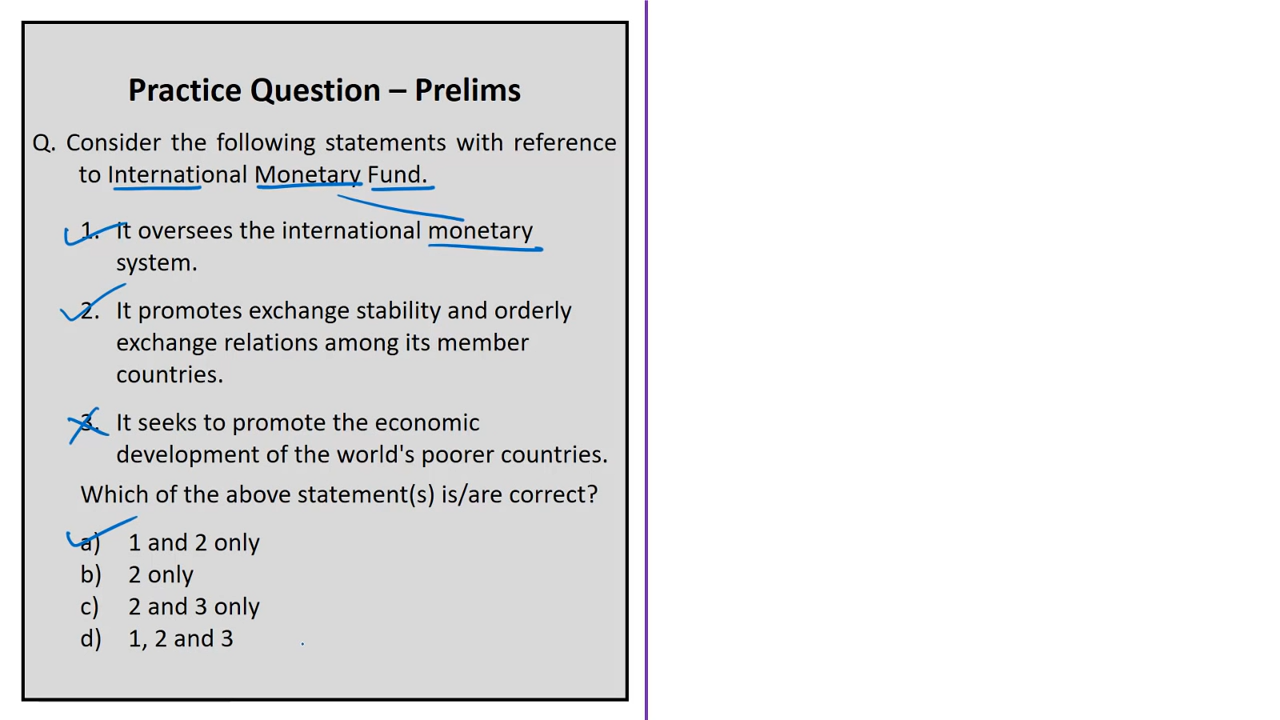 Practice Question – Prelims
Q. Consider the following statements with reference
to International Monetary Fund.
1. It oversees the international monetary
system.
2. It promotes exchange stability and orderly
exchange relations among its member
countries.
3. It seeks to promote the economic
development of the world's poorer countries.
Which of the above statement(s) is/are correct?
a) 1 and 2 only
b) 2 only
c) 2 and 3 only
d) 1, 2 and 3